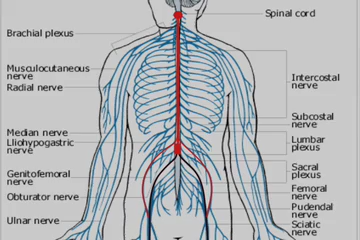 Spinal cord
Brachial plexus
Musculocutaneous
nerve
Radial nerve
Intercostal
nerve
Subcostal
nerve
Median nerve
Lliohypogastric
nerve
Lumbar
plexus
Sacral
plexus
Genitofemoral
nerve
Femoral
nerve
Obturator nerve
Pudendal
nerve
Ulnar nerve
Sciatic
nerve